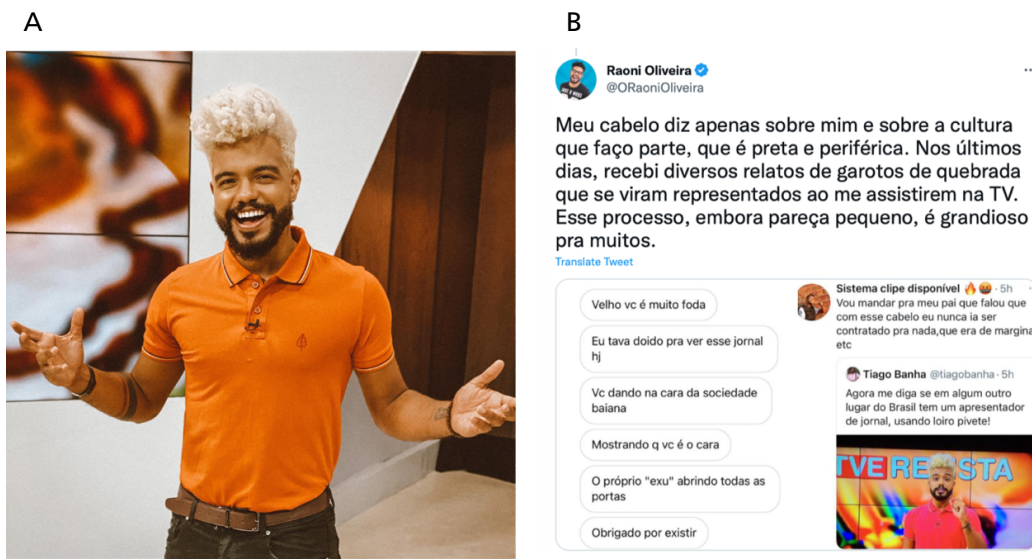 A
B
Raoni Oliveira
@ORaoniOliveira
Meu cabelo diz apenas sobre mim e sobre a cultura
que faço parte, que é preta e periférica. Nos últimos
dias, recebi diversos relatos de garotos de quebrada
que se viram representados ao me assistirem na TV.
Esse processo, embora pareça pequeno, é grandioso
pra muitos.
Translate Tweet
Velho vc é muito foda
Eu tava doido pra ver esse jornal
hj
Vc dando na cara da sociedade
baiana
Mostrando q vc é o cara
O próprio "exu" abrindo todas as
portas
Obrigado por existir
Sistema clipe disponível 🔥🤬 · 5h
Vou mandar pra meu pai que falou que
com esse cabelo eu nunca ia ser
contratado pra nada,que era de margina
etc
Tiago Banha @tiagobanha · 5h
Agora me diga se em algum outro
lugar do Brasil tem um apresentador
de jornal, usando loiro pivete!
TVE RE STA